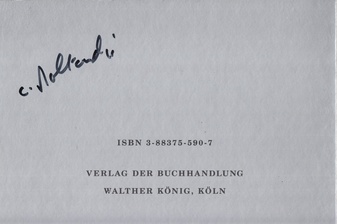 ISBN 3-88375-590-7
VERLAG DER BUCHHANDLUNG
WALTHER KÖNIG, KÖLN